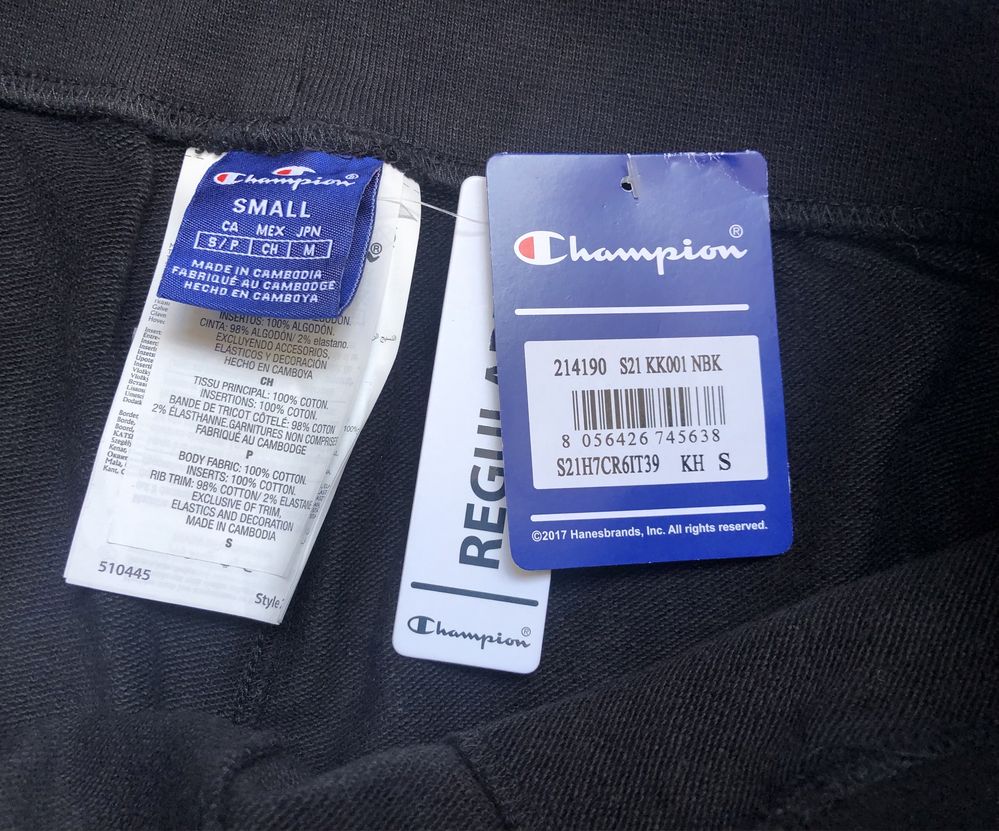 Champion®
SMALL
CA MEX JPN
S/P CH M
MADE IN CAMBODIA
FABRIQUÉ AU CAMBODGE
HECHO EN CAMBOYA
®
INSERTOS: 100% ALGODÓN.
CINTA: 98% ALGODÓN/ 2% elastano.
EXCLUYENDO ACCESORIOS,
ELÁSTICOS Y DECORACIÓN
HECHO EN CAMBOYA
CH
TISSU PRINCIPAL: 100% COTON.
INSERTIONS: 100% COTON.
BANDE DE TRICOT CÔTELÉ: 98% COTON
2% ÉLASTHANNE.GARNITURES NON COMPRISES
FABRIQUÉ AU CAMBODGE
P
BODY FABRIC: 100% COTTON.
INSERTS: 100% COTTON.
RIB TRIM: 98% COTTON/ 2% ELASTANE
EXCLUSIVE OF TRIM,
ELASTICS AND DECORATION
MADE IN CAMBODIA
S
510445
Style
REGULAR
Champion®
Champion®
214190 S21 KK001 NBK
8 056426 745638
S21H7CR6IT39 KH S
©2017 Hanesbrands, Inc. All rights reserved.